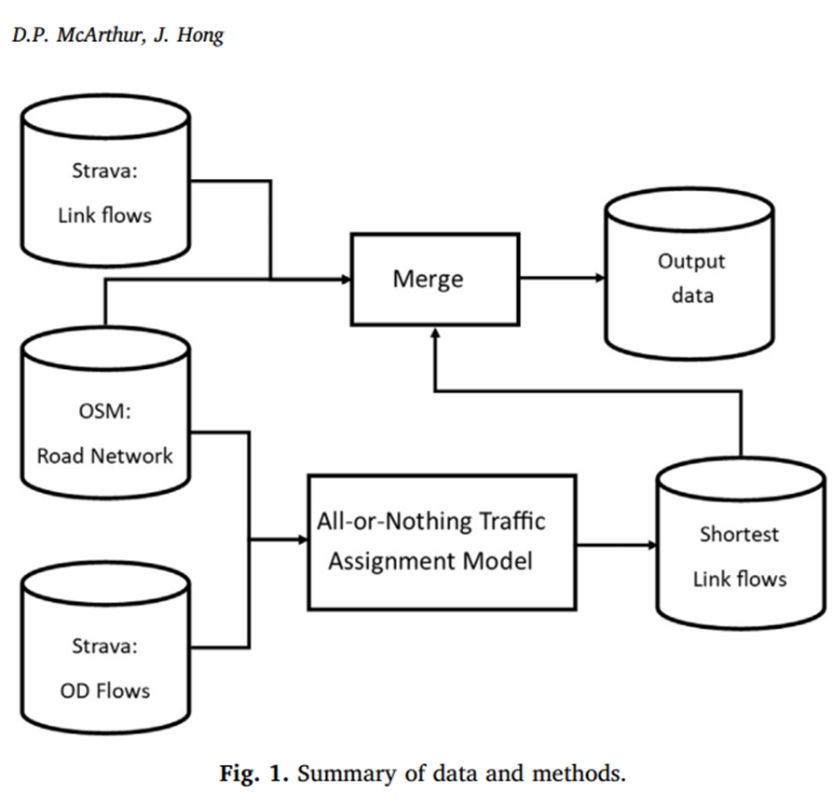 D.P. McArthur, J. Hong
Strava:
Link flows
Merge
Output
data
OSM:
Road Network
All-or-Nothing Traffic
Assignment Model
Shortest
Link flows
Strava:
OD Flows
Fig. 1. Summary of data and methods.